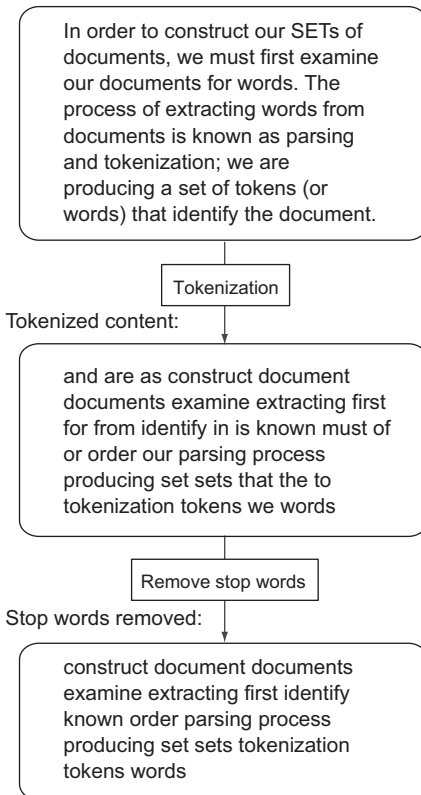 In order to construct our SETs of
documents, we must first examine
our documents for words. The
process of extracting words from
documents is known as parsing
and tokenization; we are
producing a set of tokens (or
words) that identify the document.
Tokenization
Tokenized content:
and are as construct document
documents examine extracting first
for from identify in is known must of
or order our parsing process
producing set sets that the to
tokenization tokens we words
Remove stop words
Stop words removed:
construct document documents
examine extracting first identify
known order parsing process
producing set sets tokenization
tokens words